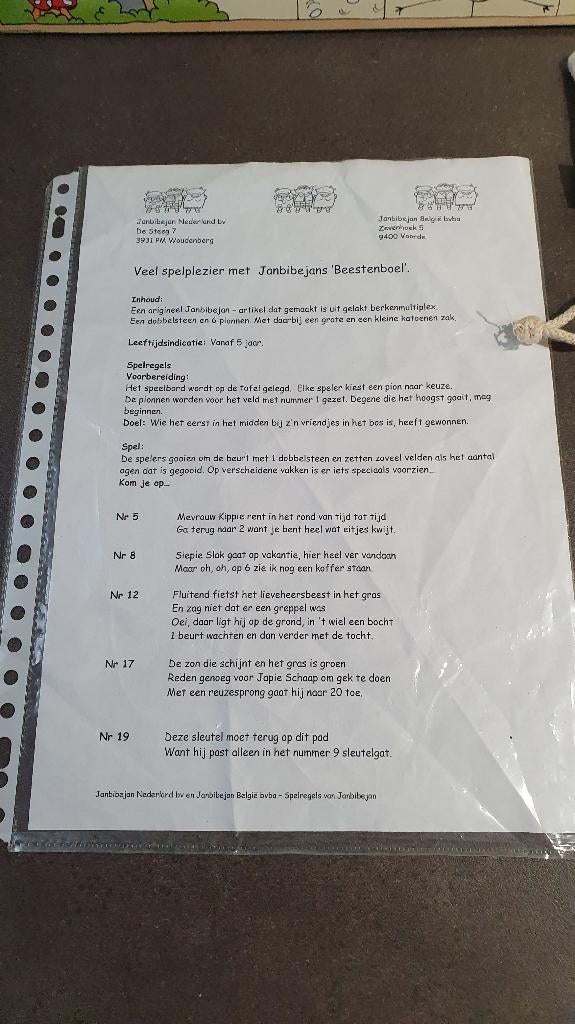 Janbibejan Nederland bv
De Steeg 7
3931 PM Woudenberg
Janbibejan België bvba
Zavenhoek 5
9400 Voorde
Veel spelplezier met Janbibejans 'Beestenboel'.
Inhoud:
Een origineel Janbibejan - artikel dat gemaakt is uit gelakt berkenmultiplex.
Een dobbelsteen en 6 pionnen. Met daarbij een grote en een kleine katoenen zak.
Leeftijdsindicatie: Vanaf 5 jaar.
Spelregels
Voorbereiding:
Het speelbord wordt op de tafel gelegd. Elke speler kiest een pion naar keuze.
De pionnen worden voor het veld met nummer 1 gezet. Degene die het hoogst gooit, mag
beginnen.
Doel: Wie het eerst in het midden bij z'n vriendjes in het bos is, heeft gewonnen.
Spel:
De spelers gooien om de beurt met 1 dobbelsteen en zetten zoveel velden als het aantal
ogen dat is gegooid. Op verscheidene vakken is er iets speciaals voorzien...
Kom je op...
Nr 5 Mevrouw Kippie rent in het rond van tijd tot tijd
Ga terug naar 2 want je bent heel wat eitjes kwijt.
Nr 8 Siepie Slak gaat op vakantie, hier heel ver vandaan
Maar oh, oh, op 6 zie ik nog een koffer staan.
Nr 12 Fluitend fietst het lieveheersbeest in het gras
En zag niet dat er een greppel was
Oei, daar ligt hij op de grond, in 't wiel een bocht
1 beurt wachten en dan verder met de tocht.
Nr 17 De zon die schijnt en het gras is groen
Reden genoeg voor Japie Schaap om gek te doen
Met een reuzesprong gaat hij naar 20 toe.
Nr 19 Deze sleutel moet terug op dit pad
Want hij past alleen in het nummer 9 sleutelgat.
Janbibejan Nederland bv en Janbibejan België bvba – Spelregels van Janbibejan